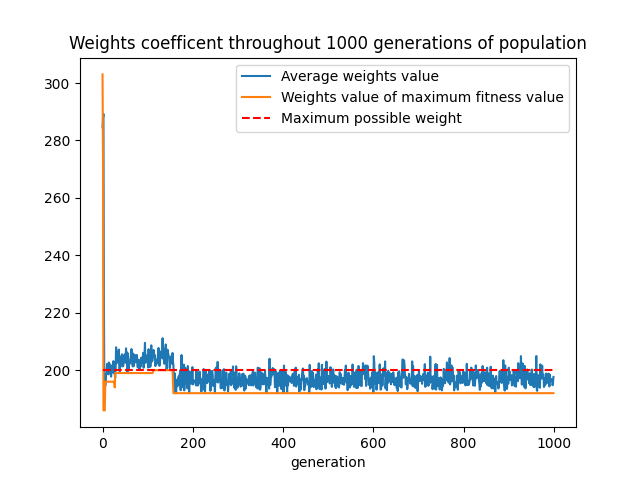 Weights coefficent throughout 1000 generations of population
Average weights value
Weights value of maximum fitness value
Maximum possible weight
300
280
260
240
220
200
0
200
400
600
800
1000
generation